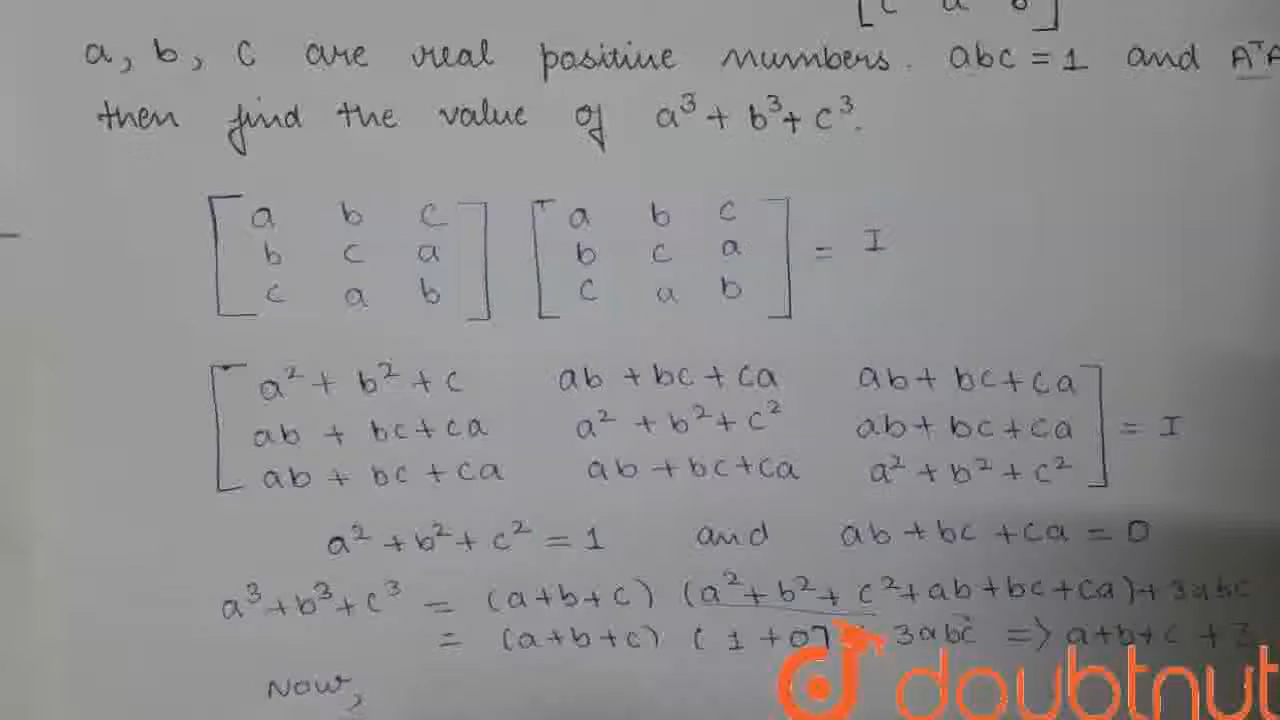 [c a b]
a, b, c are real positive numbers. abc = 1 and AᵀA
then find the value of a³ + b³ + c³.
[a b c] [a b c]
[b c a] [b c a] = I
[c a b] [c a b]
[a² + b² + c ab + bc + ca ab + bc + ca]
[ab + bc + ca a² + b² + c² ab + bc + ca] = I
[ab + bc + ca ab + bc + ca a² + b² + c²]
a² + b² + c² = 1 and ab + bc + ca = 0
a³ + b³ + c³ = (a + b + c) (a² + b² + c² + ab + bc + ca) + 3abc
= (a + b + c) (1 + 0) 3abc => a + b + c + 3
Now,
doubtnut